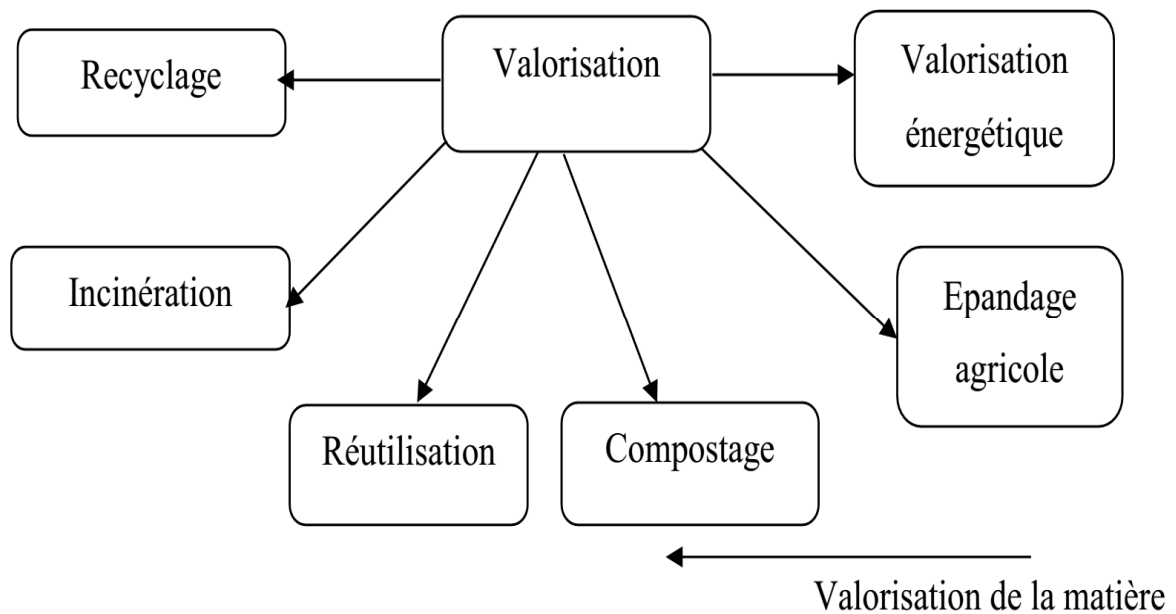 Recyclage
Valorisation
Valorisation
énergétique
Incinération
Epandage
agricole
Réutilisation
Compostage
Valorisation de la matière